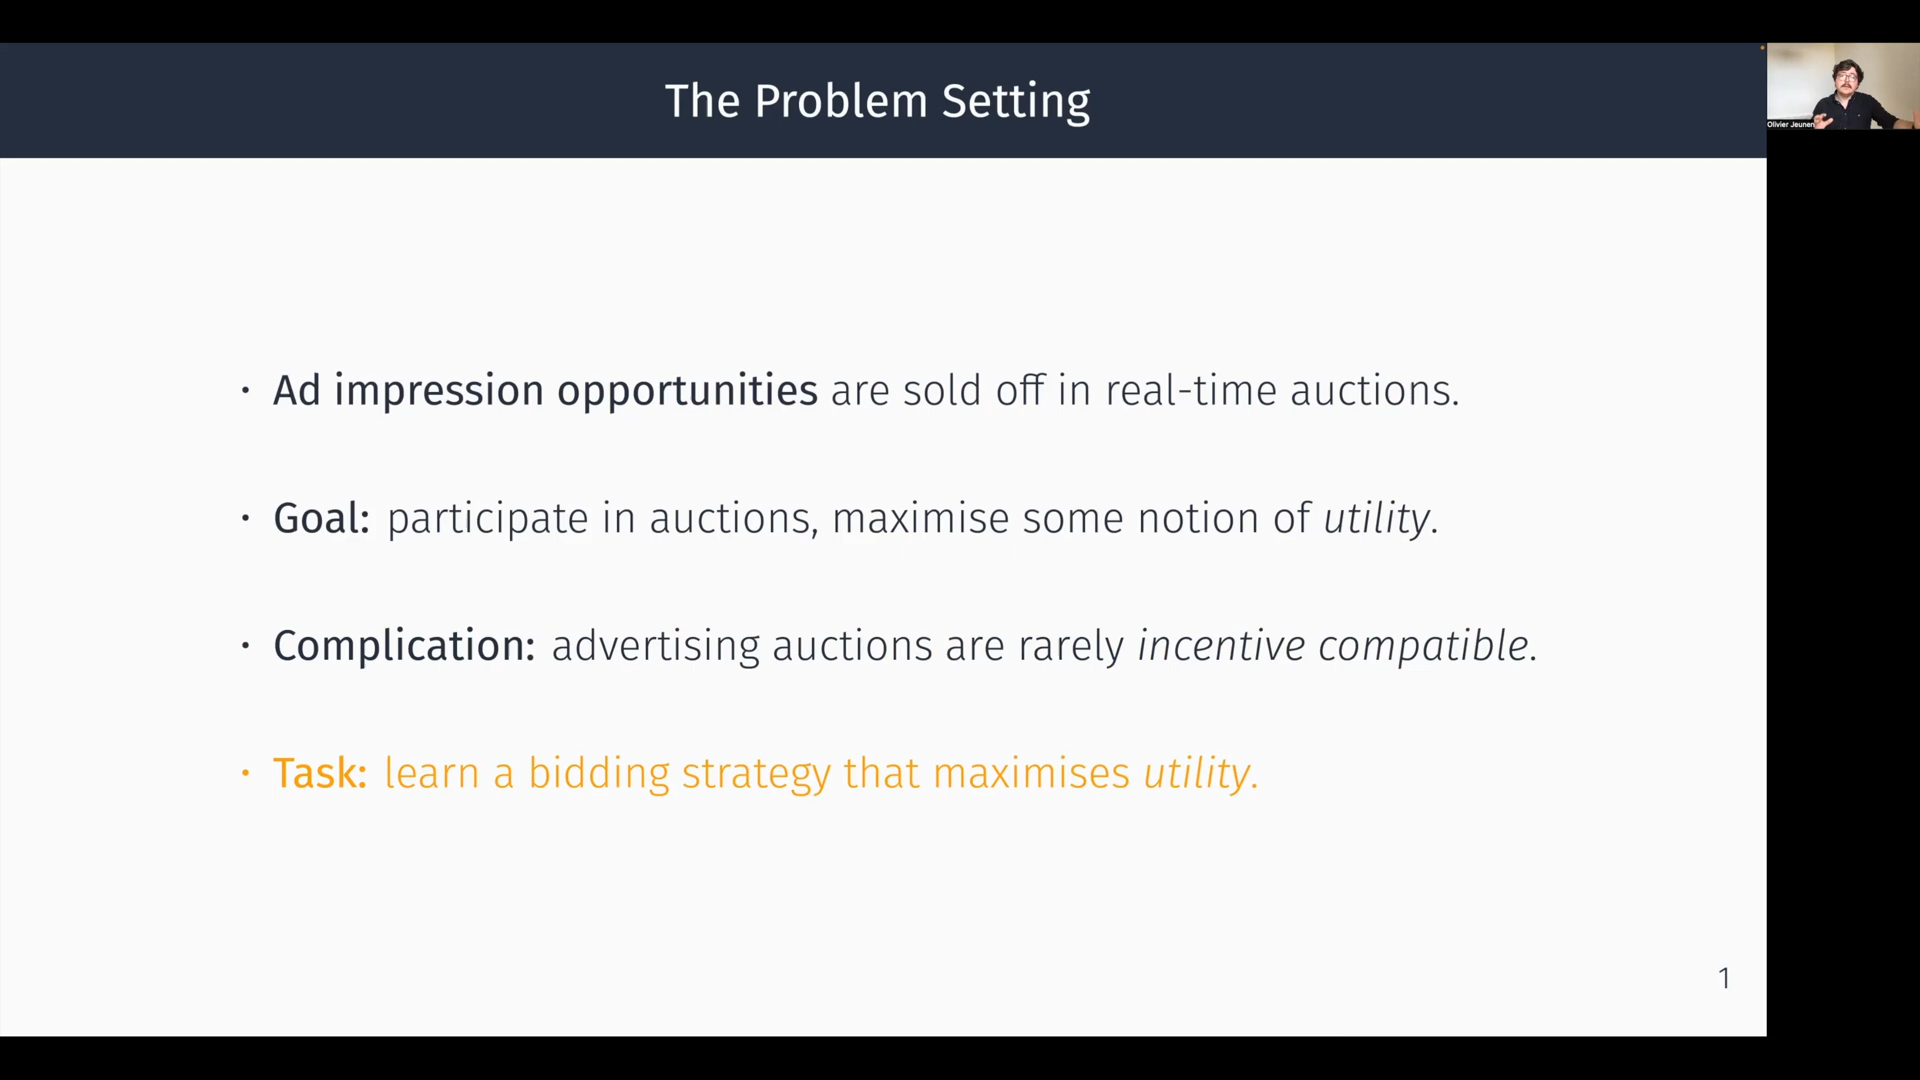 The Problem Setting
Olivier Jeunen
· Ad impression opportunities are sold off in real-time auctions.
· Goal: participate in auctions, maximise some notion of utility.
· Complication: advertising auctions are rarely incentive compatible.
· Task: learn a bidding strategy that maximises utility.
1